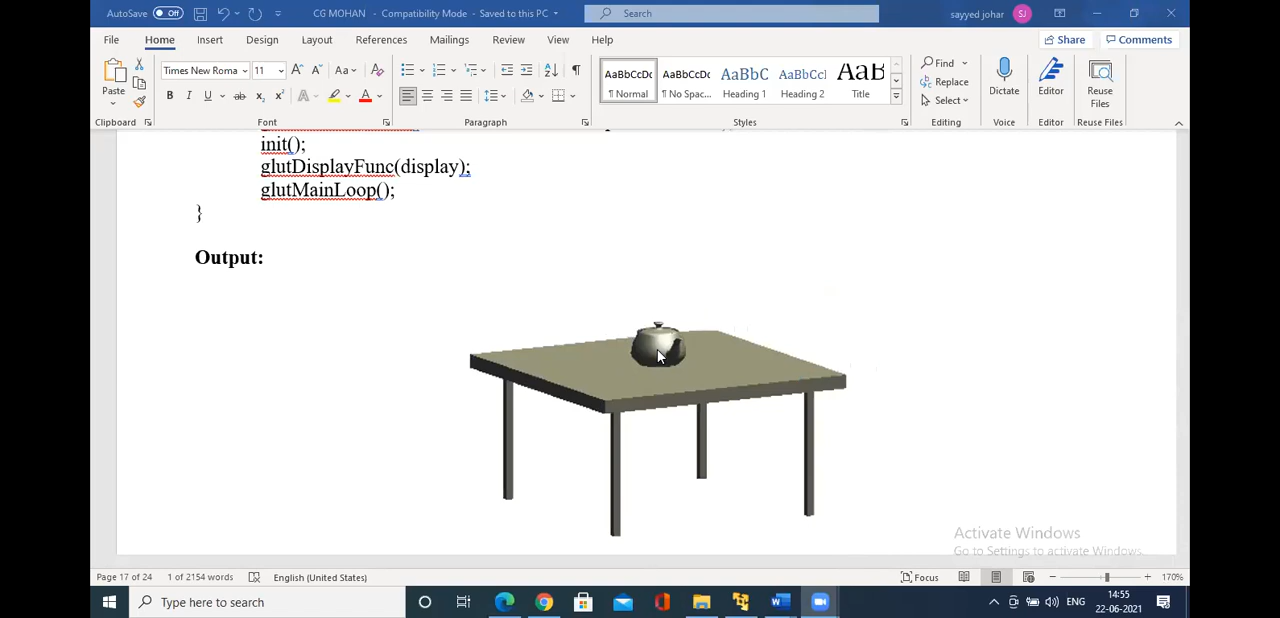 AutoSave Off CG MOHAN - Compatibility Mode - Saved to this PC Search sayyed johar SJ
File Home Insert Design Layout References Mailings Review View Help Share Comments
Paste Times New Roma 11 Aa AaBbCcDc AaBbCcDc AaBbC AaBbCcI AaB Find Replace Select Dictate Editor Reuse Files
B I U ab x₂ x² A A ¶ Normal ¶ No Spac... Heading 1 Heading 2 Title
Clipboard Font Paragraph Styles Editing Voice Editor Reuse Files
init();
glutDisplayFunc(display);
glutMainLoop();
}
Output:
Activate Windows
Go to Settings to activate Windows.
Page 17 of 24 1 of 2154 words English (United States) Focus 170%
Type here to search ENG 14:55
22-06-2021